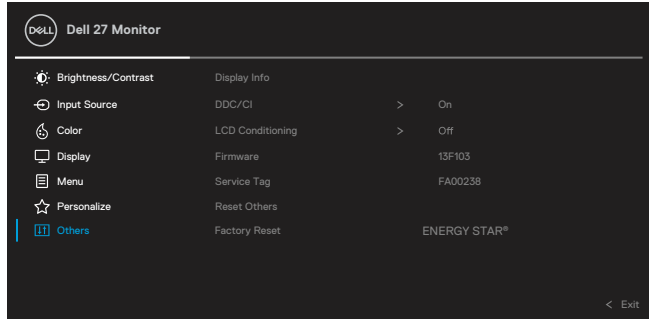 DELL Dell 27 Monitor
Brightness/Contrast Display Info
Input Source DDC/CI > On
Color LCD Conditioning > Off
Display Firmware 13F103
Menu Service Tag FA00238
Personalize Reset Others
Others Factory Reset ENERGY STAR®
< Exit